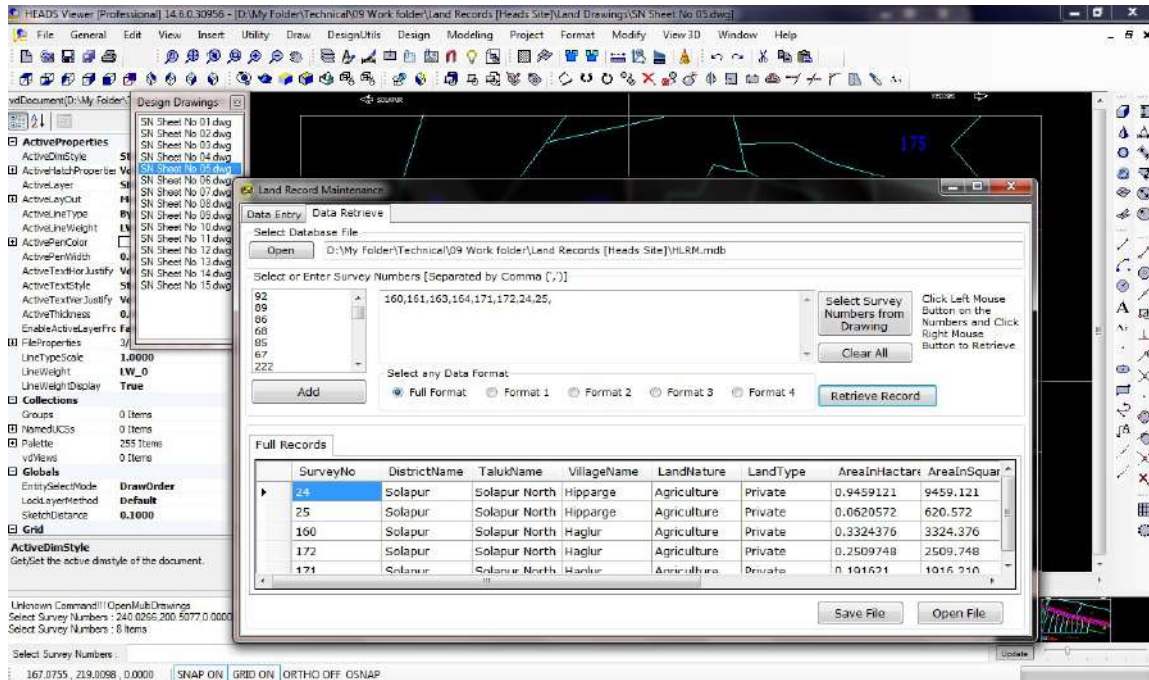 HEADS Viewer [Professional] 14.6.0.30956 - [D:\My Folder\Technical\09 Work folder\Land Records [Heads Site]\Land Drawings\SN Sheet No 05.dwg]
File General Edit View Insert Utility Draw DesignUtils Design Modeling Project Format Modify View3D Window Help
vdDocument(D:\My Folder\
ActiveProperties
ActiveDimStyle
ActiveHatchProperties
ActiveLayer
ActiveLayOut
ActiveLineType
ActiveLineWeight
ActivePenColor
ActivePenWidth
ActiveTextHorJustify
ActiveTextStyle
ActiveTextVerJustify
ActiveThickness
EnableActiveLayerFrc
FileProperties
LineTypeScale 1.0000
LineWeight LW_0
LineWeightDisplay True
Collections
Groups 0 Items
NamedUCSs 0 Items
Palette 255 Items
vdViews 0 Items
Globals
EntitySelectMode DrawOrder
LockLayerMethod Default
SketchDistance 0.1000
Grid
ActiveDimStyle
Get/Set the active dimstyle of the document.
Design Drawings
SN Sheet No 01.dwg
SN Sheet No 02.dwg
SN Sheet No 03.dwg
SN Sheet No 04.dwg
SN Sheet No 05.dwg
SN Sheet No 06.dwg
SN Sheet No 07.dwg
SN Sheet No 08.dwg
SN Sheet No 09.dwg
SN Sheet No 10.dwg
SN Sheet No 11.dwg
SN Sheet No 12.dwg
SN Sheet No 13.dwg
SN Sheet No 14.dwg
SN Sheet No 15.dwg
SOLAPUR
175
Land Record Maintenance
Data Entry Data Retrieve
Select Database File
Open D:\My Folder\Technical\09 Work folder\Land Records [Heads Site]\HLRM.mdb
Select or Enter Survey Numbers [Separated by Comma (',')]
92
89
86
68
85
67
222
160,161,163,164,171,172,24,25,
Select Survey Numbers from Drawing
Click Left Mouse Button on the Numbers and Click Right Mouse Button to Retrieve
Clear All
Add
Select any Data Format
Full Format Format 1 Format 2 Format 3 Format 4
Retrieve Record
Full Records
SurveyNo DistrictName TalukName VillageName LandNature LandType AreaInHactare AreaInSquar
24 Solapur Solapur North Hipparge Agriculture Private 0.9459121 9459.121
25 Solapur Solapur North Hipparge Agriculture Private 0.0620572 620.572
160 Solapur Solapur North Haglur Agriculture Private 0.3324376 3324.376
172 Solapur Solapur North Haglur Agriculture Private 0.2509748 2509.748
171 Solapur Solapur North Haglur Agriculture Private 0.191621 1916.210
Save File Open File
Unknown Command!!!OpenMubDrawings
Select Survey Numbers : 240.0266,200.5077,0.0000
Select Survey Numbers : 8 Items
Select Survey Numbers :
Update
167.0755 , 219.0098 , 0.0000 SNAP ON GRID ON ORTHO OFF OSNAP